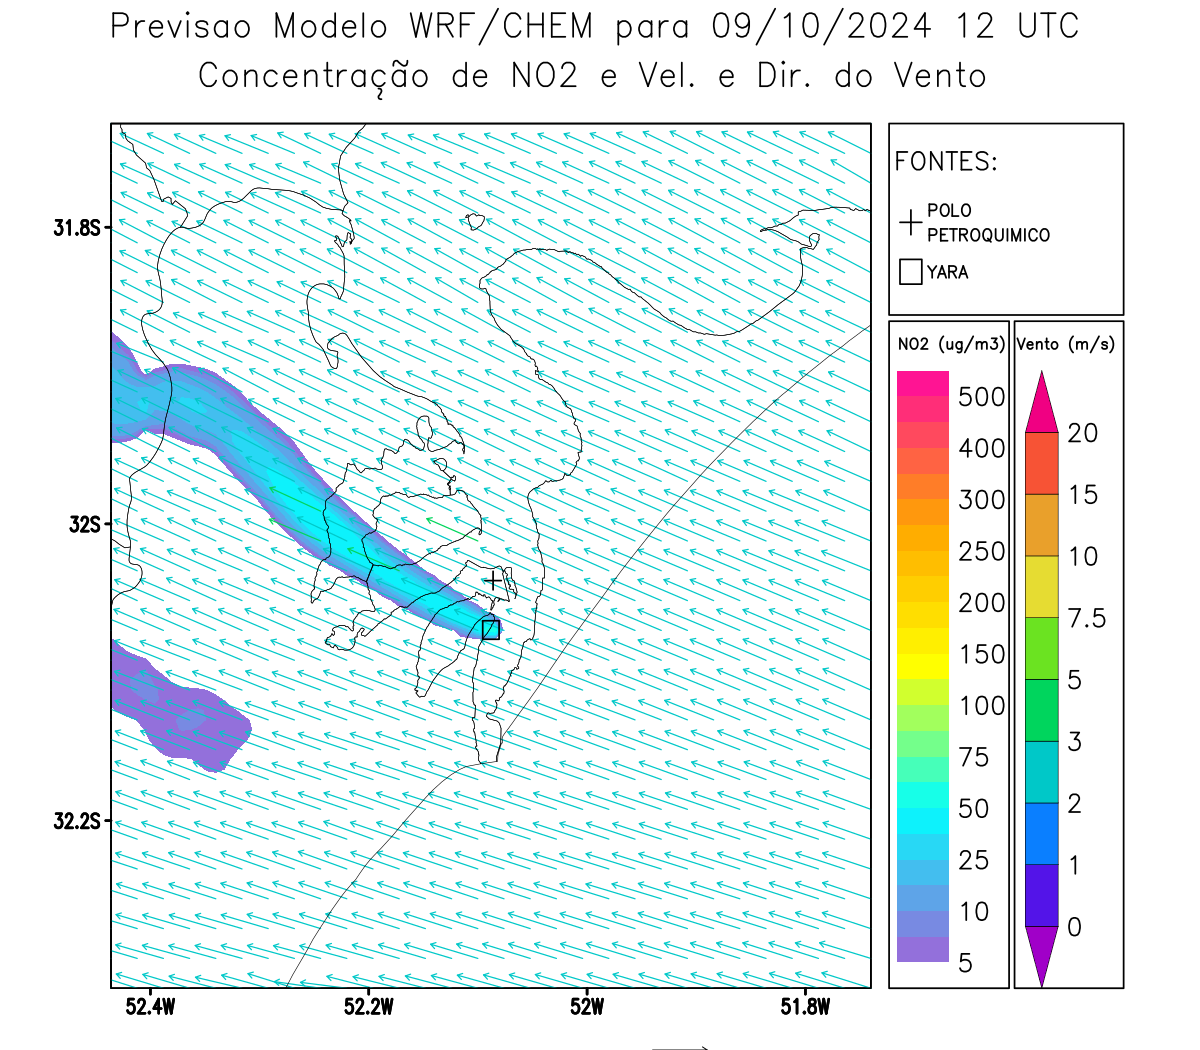 Previsao Modelo WRF/CHEM para 09/10/2024 12 UTC
Concentração de NO2 e Vel. e Dir. do Vento
FONTES:
POLO
PETROQUIMICO
YARA
NO2 (ug/m3)
500
400
300
250
200
150
100
75
50
25
10
5
Vento (m/s)
20
15
10
7.5
5
3
2
1
0
31.8S
32S
32.2S
52.4W
52.2W
52W
51.8W